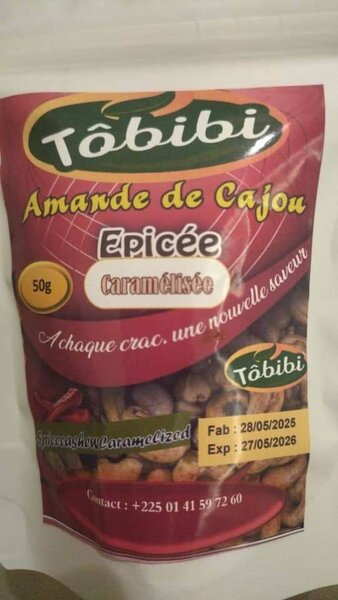 Tôbibi
Amande de Cajou
Epicée
Caramélisée
50g
A chaque crac, une nouvelle saveur
Tôbibi
SpicecashewCaramelized
Fab : 28/05/2025
Exp : 27/05/2026
Contact : +225 01 41 59 72 60